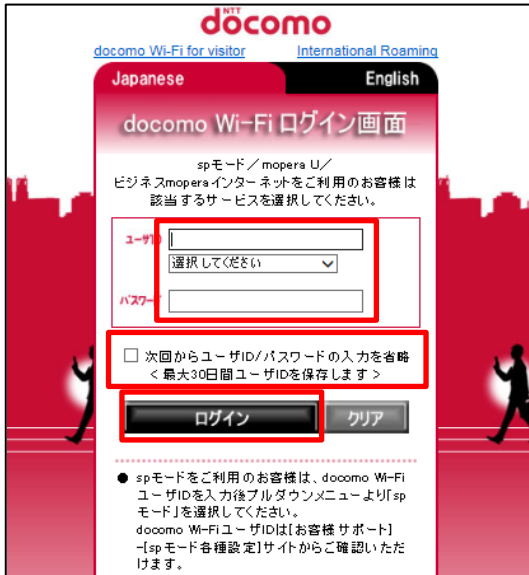 NTT
döcomo
docomo Wi-Fi for visitor International Roaming
Japanese English
docomo Wi-Fi ログイン画面
spモード／mopera U／
ビジネスmoperaインターネットをご利用のお客様は
該当するサービスを選択してください。
ユーザID
選択してください
パスワード
次回からユーザID/パスワードの入力を省略
＜最大30日間ユーザIDを保存します＞
ログイン クリア
● spモードをご利用のお客様は、docomo Wi-Fi
ユーザIDを入力後プルダウンメニューより「sp
モード」を選択してください。
docomo Wi-FiユーザIDは[お客様サポート]
-[spモード各種設定]サイトからご確認いただ
けます。